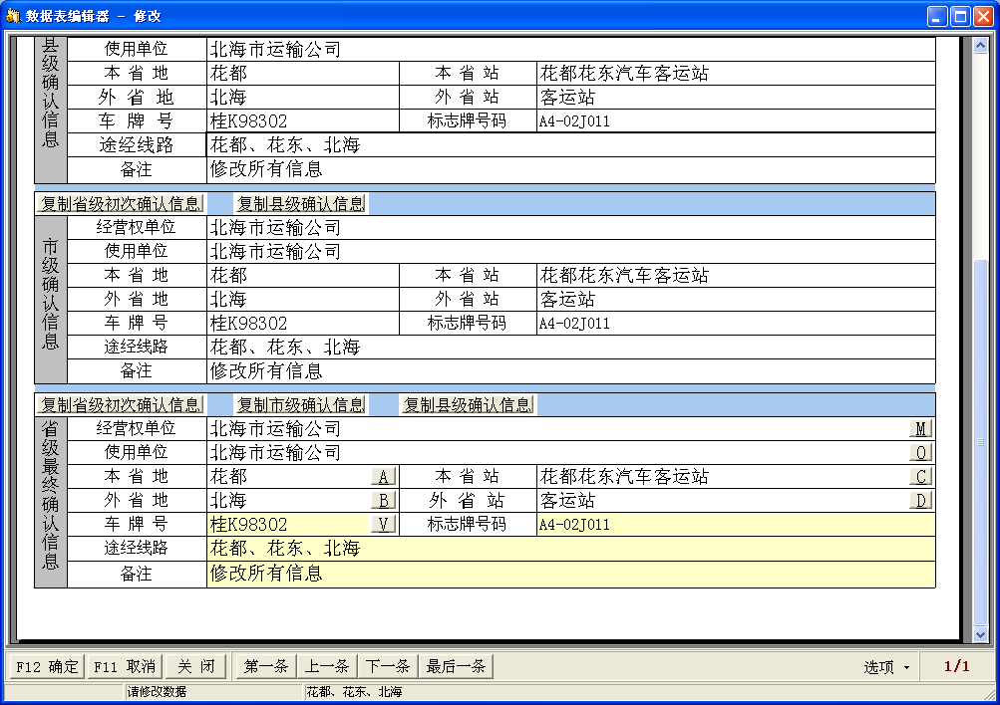 数据表编辑器 - 修改
县级确认信息
使用单位 北海市运输公司
本省地 花都 本省站 花都花东汽车客运站
外省地 北海 外省站 客运站
车牌号 桂K98302 标志牌号码 A4-02J011
途经线路 花都、花东、北海
备注 修改所有信息
复制省级初次确认信息 复制县级确认信息
市级确认信息
经营权单位 北海市运输公司
使用单位 北海市运输公司
本省地 花都 本省站 花都花东汽车客运站
外省地 北海 外省站 客运站
车牌号 桂K98302 标志牌号码 A4-02J011
途经线路 花都、花东、北海
备注 修改所有信息
复制省级初次确认信息 复制市级确认信息 复制县级确认信息
省级最终确认信息
经营权单位 北海市运输公司 M
使用单位 北海市运输公司 O
本省地 花都 A 本省站 花都花东汽车客运站 C
外省地 北海 B 外省站 客运站 D
车牌号 桂K98302 V 标志牌号码 A4-02J011
途经线路 花都、花东、北海
备注 修改所有信息
F12 确定 F11 取消 关 闭 第一条 上一条 下一条 最后一条 选项 1/1
请修改数据 花都、花东、北海